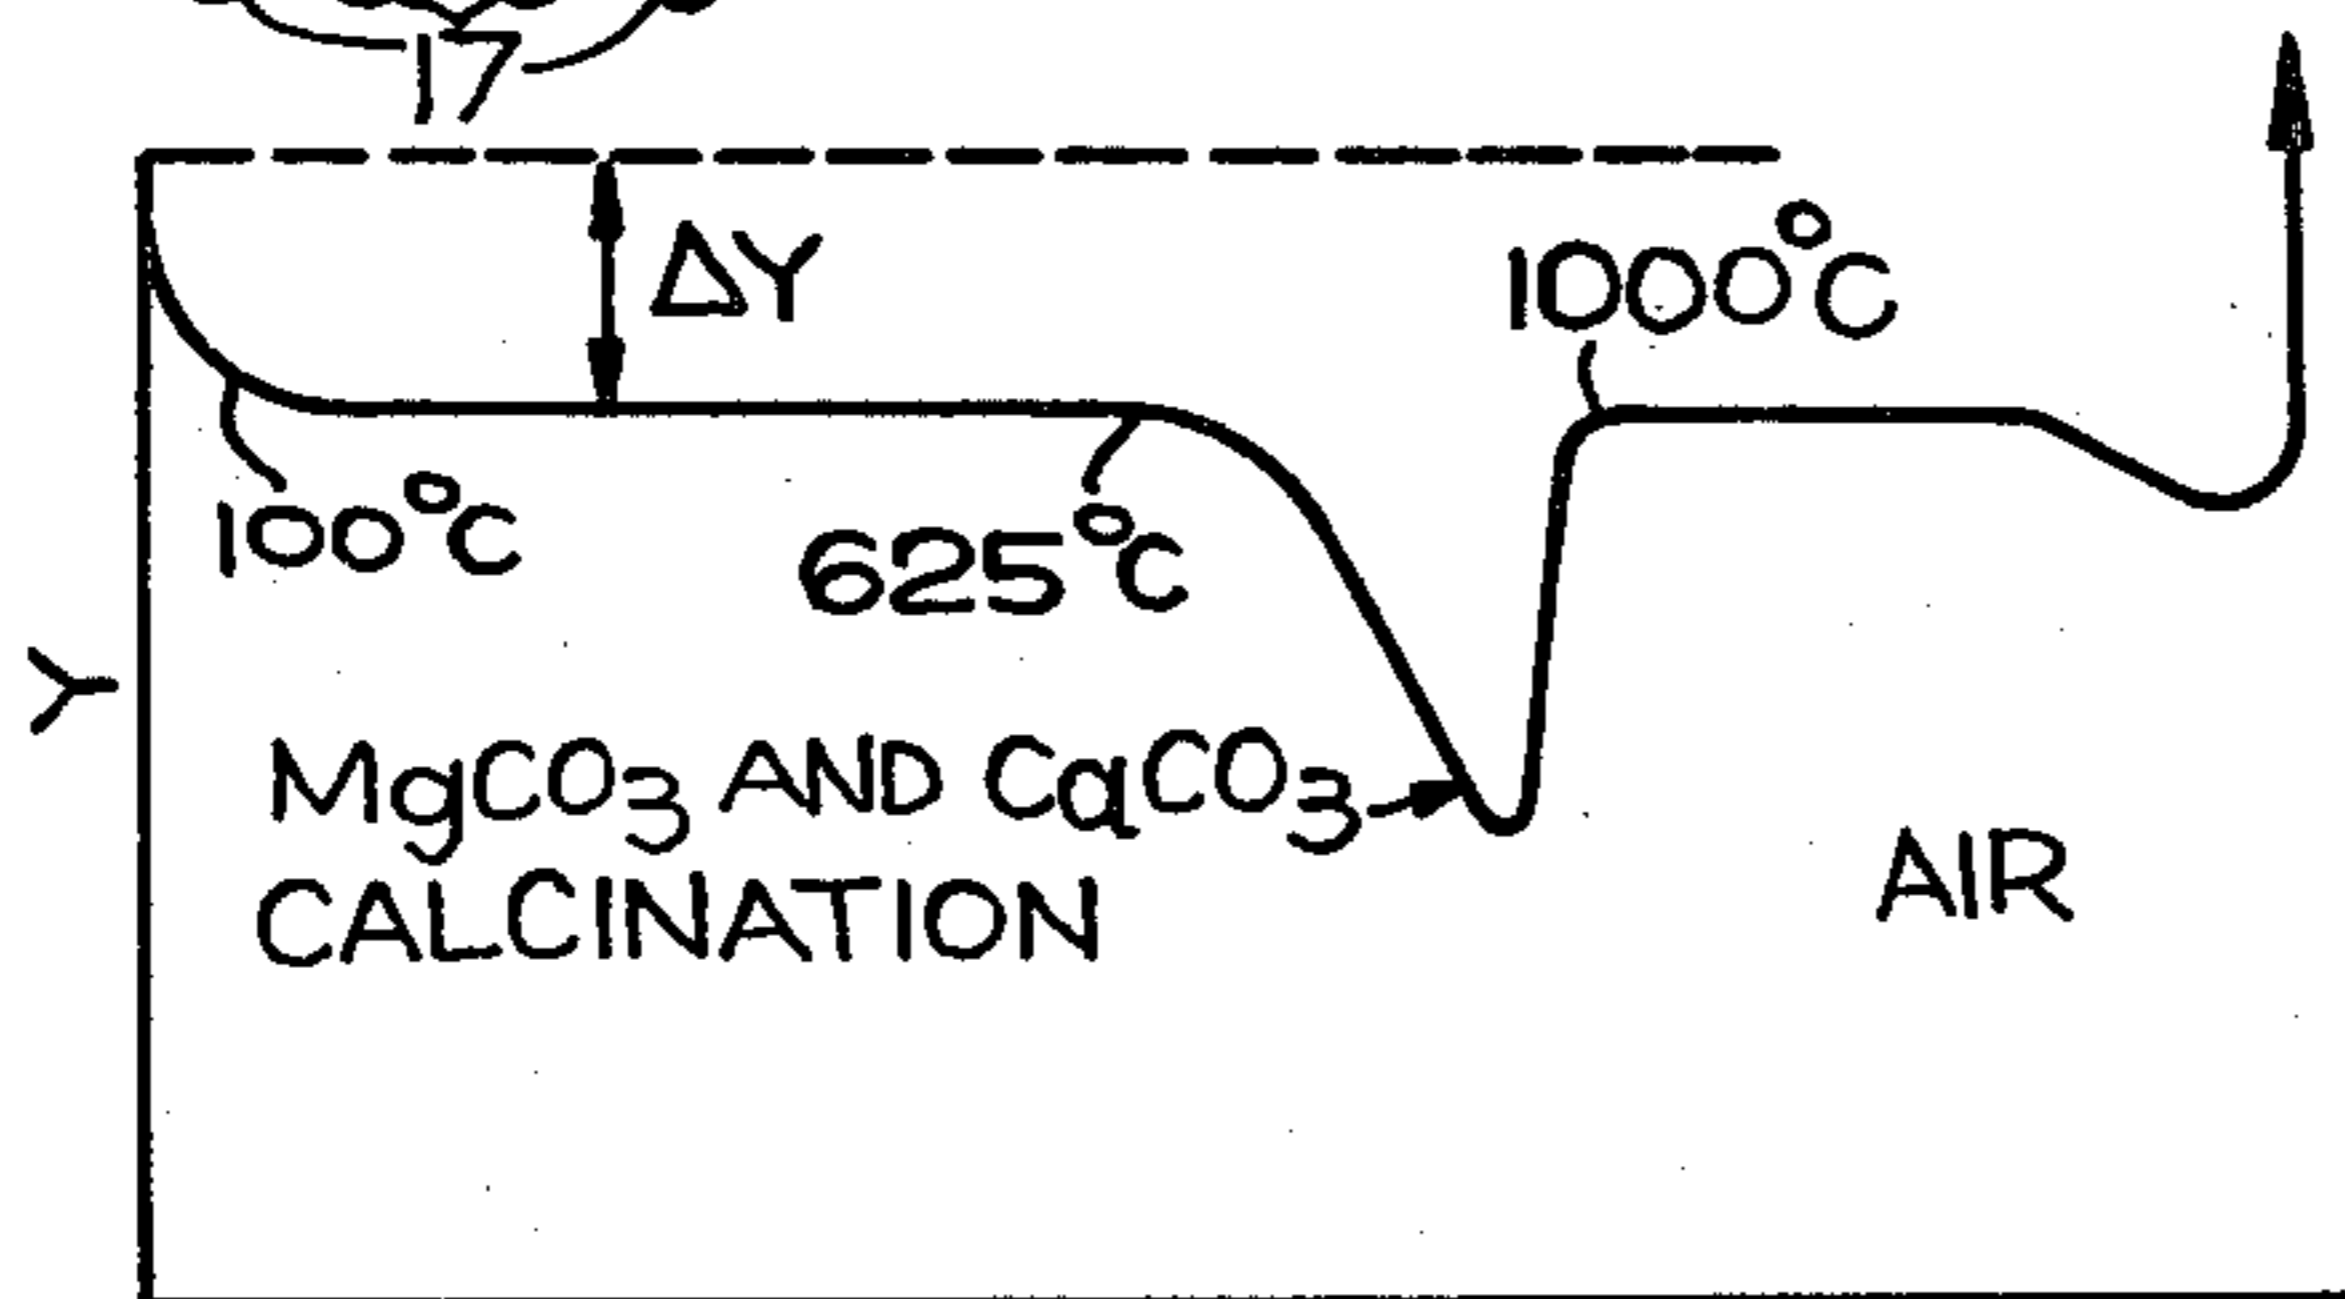 17
ΔY
1000°C
100°C
625°C
Y
MgCO3 AND CaCO3
CALCINATION
AIR